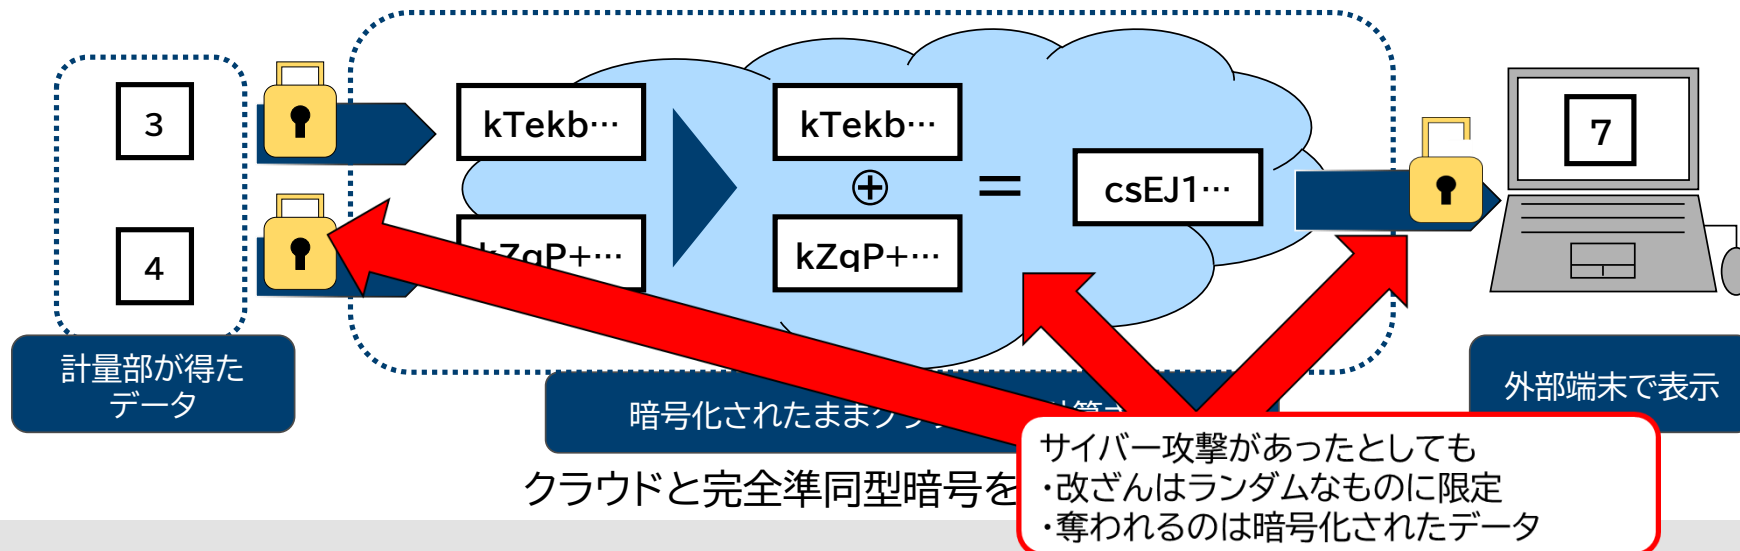 3
4
kTekb…
kZqP+…
kTekb…
⊕
kZqP+…
=
csEJ1…
7
計量部が得た
データ
暗号化されたまま
外部端末で表示
クラウドと完全準同型暗号を
サイバー攻撃があったとしても
・改ざんはランダムなものに限定
・奪われるのは暗号化されたデータ